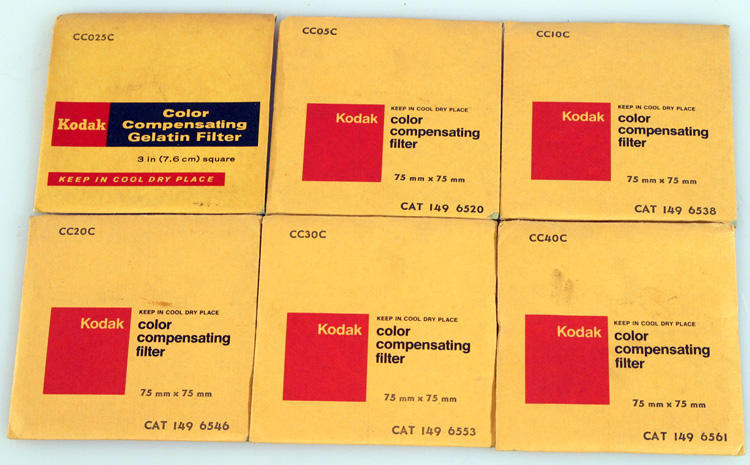 CC025C
Kodak
Color
Compensating
Gelatin Filter
3 in (7.6 cm) square
KEEP IN COOL DRY PLACE
CC05C
KEEP IN COOL DRY PLACE
Kodak
color
compensating
filter
75 mm x 75 mm
CAT 149 6520
CC10C
KEEP IN COOL DRY PLACE
Kodak
color
compensating
filter
75 mm x 75 mm
CAT 149 6538
CC20C
KEEP IN COOL DRY PLACE
Kodak
color
compensating
filter
75 mm x 75 mm
CAT 149 6546
CC30C
KEEP IN COOL DRY PLACE
Kodak
color
compensating
filter
75 mm x 75 mm
CAT 149 6553
CC40C
KEEP IN COOL DRY PLACE
Kodak
color
compensating
filter
75 mm x 75 mm
CAT 149 6561